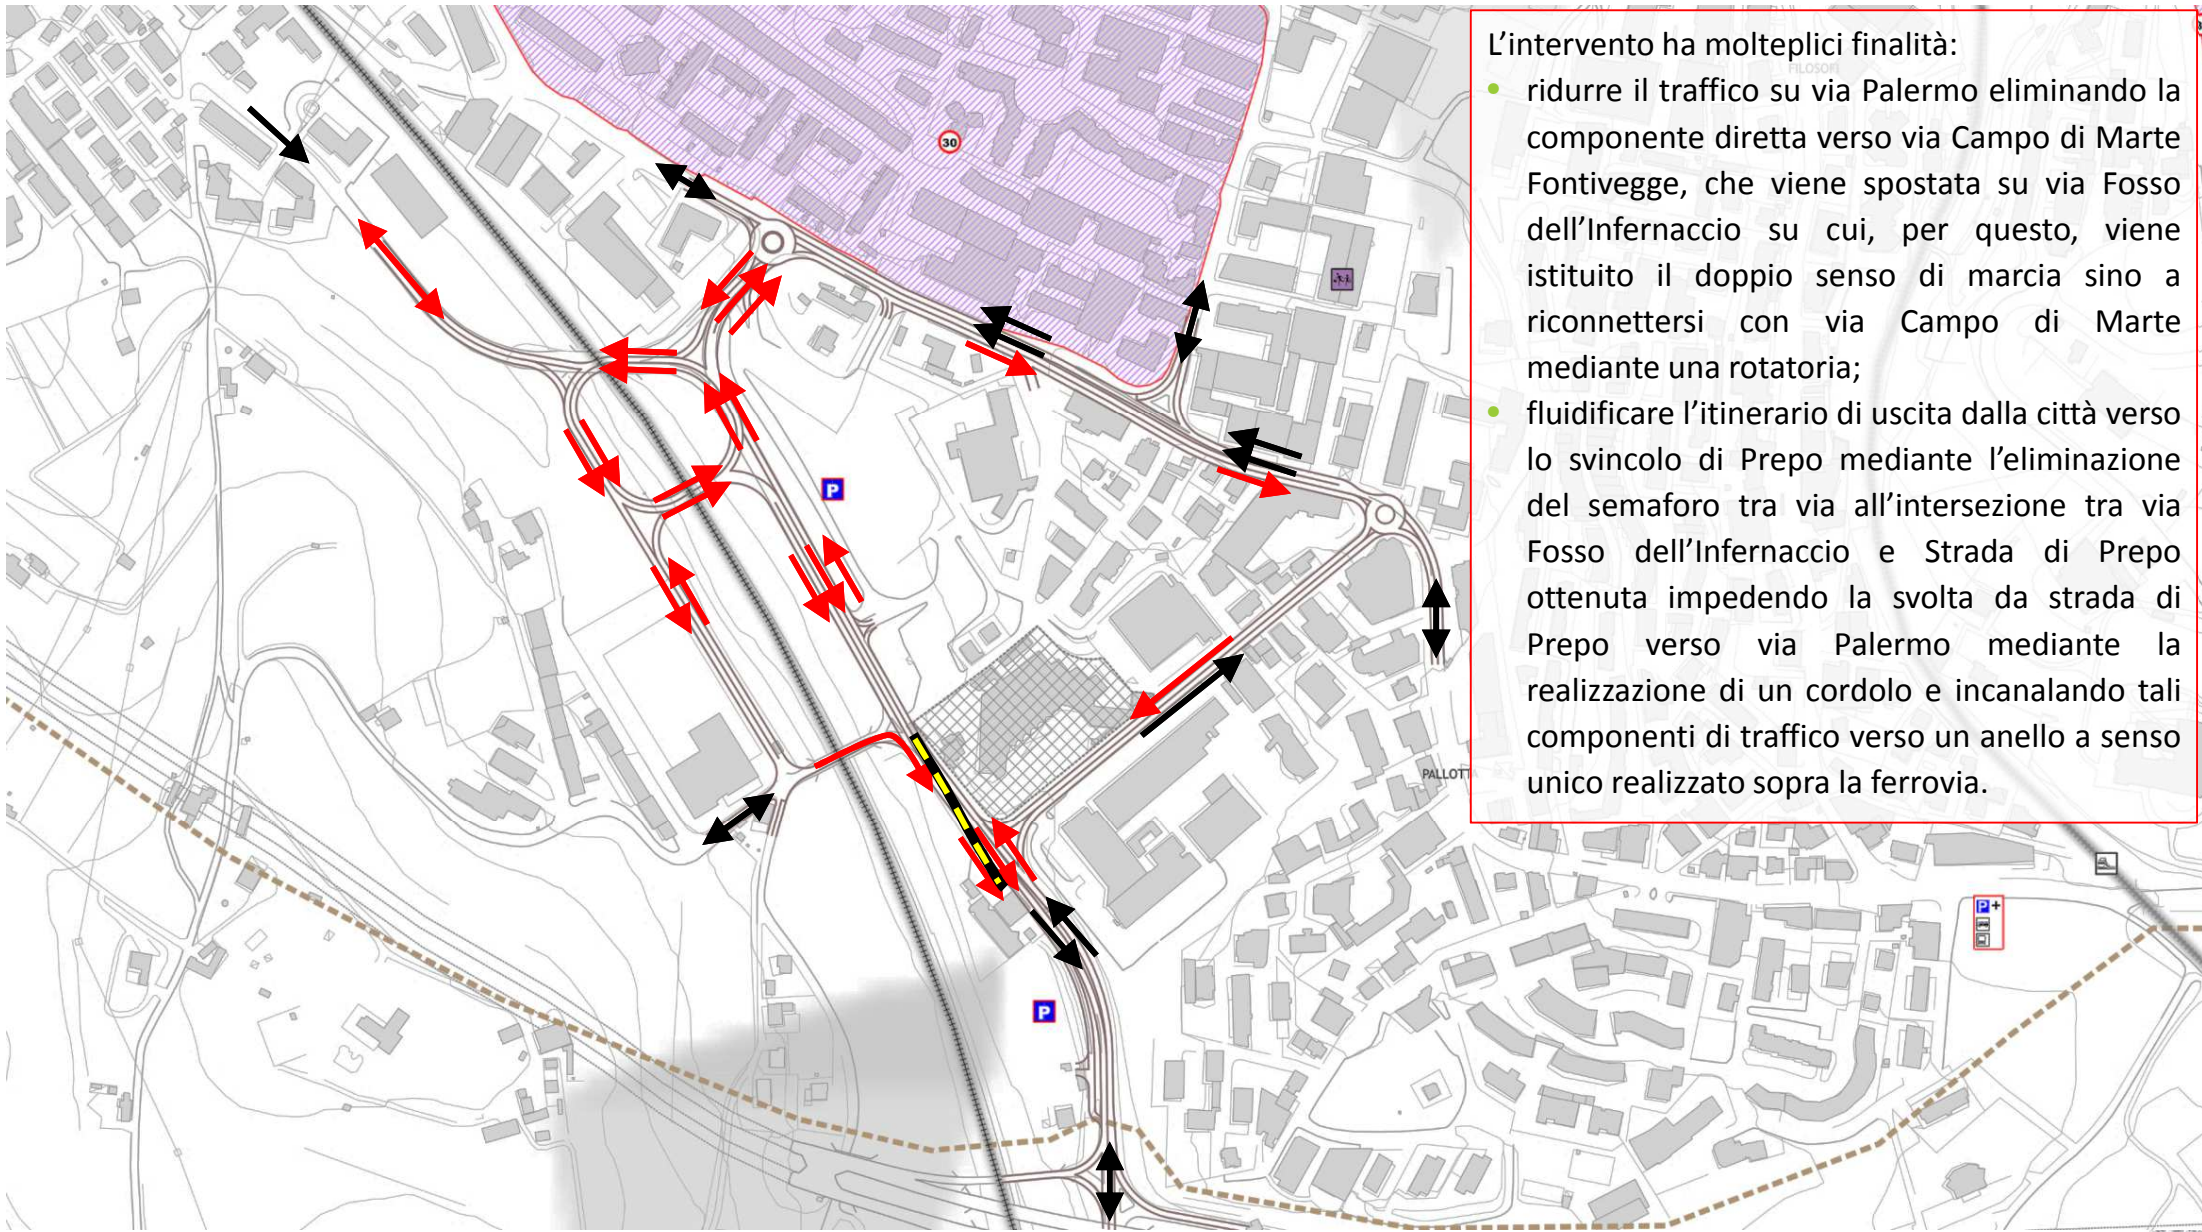 L’intervento ha molteplici finalità:
• ridurre il traffico su via Palermo eliminando la
componente diretta verso via Campo di Marte
Fontivegge, che viene spostata su via Fosso
dell’Infernaccio su cui, per questo, viene
istituito il doppio senso di marcia sino a
riconnettersi con via Campo di Marte
mediante una rotatoria;
• fluidificare l’itinerario di uscita dalla città verso
lo svincolo di Prepo mediante l’eliminazione
del semaforo tra via all’intersezione tra via
Fosso dell’Infernaccio e Strada di Prepo
ottenuta impedendo la svolta da strada di
Prepo verso via Palermo mediante la
realizzazione di un cordolo e incanalando tali
componenti di traffico verso un anello a senso
unico realizzato sopra la ferrovia.
FILOSOFI
30
P
PALLOTT
P+
P